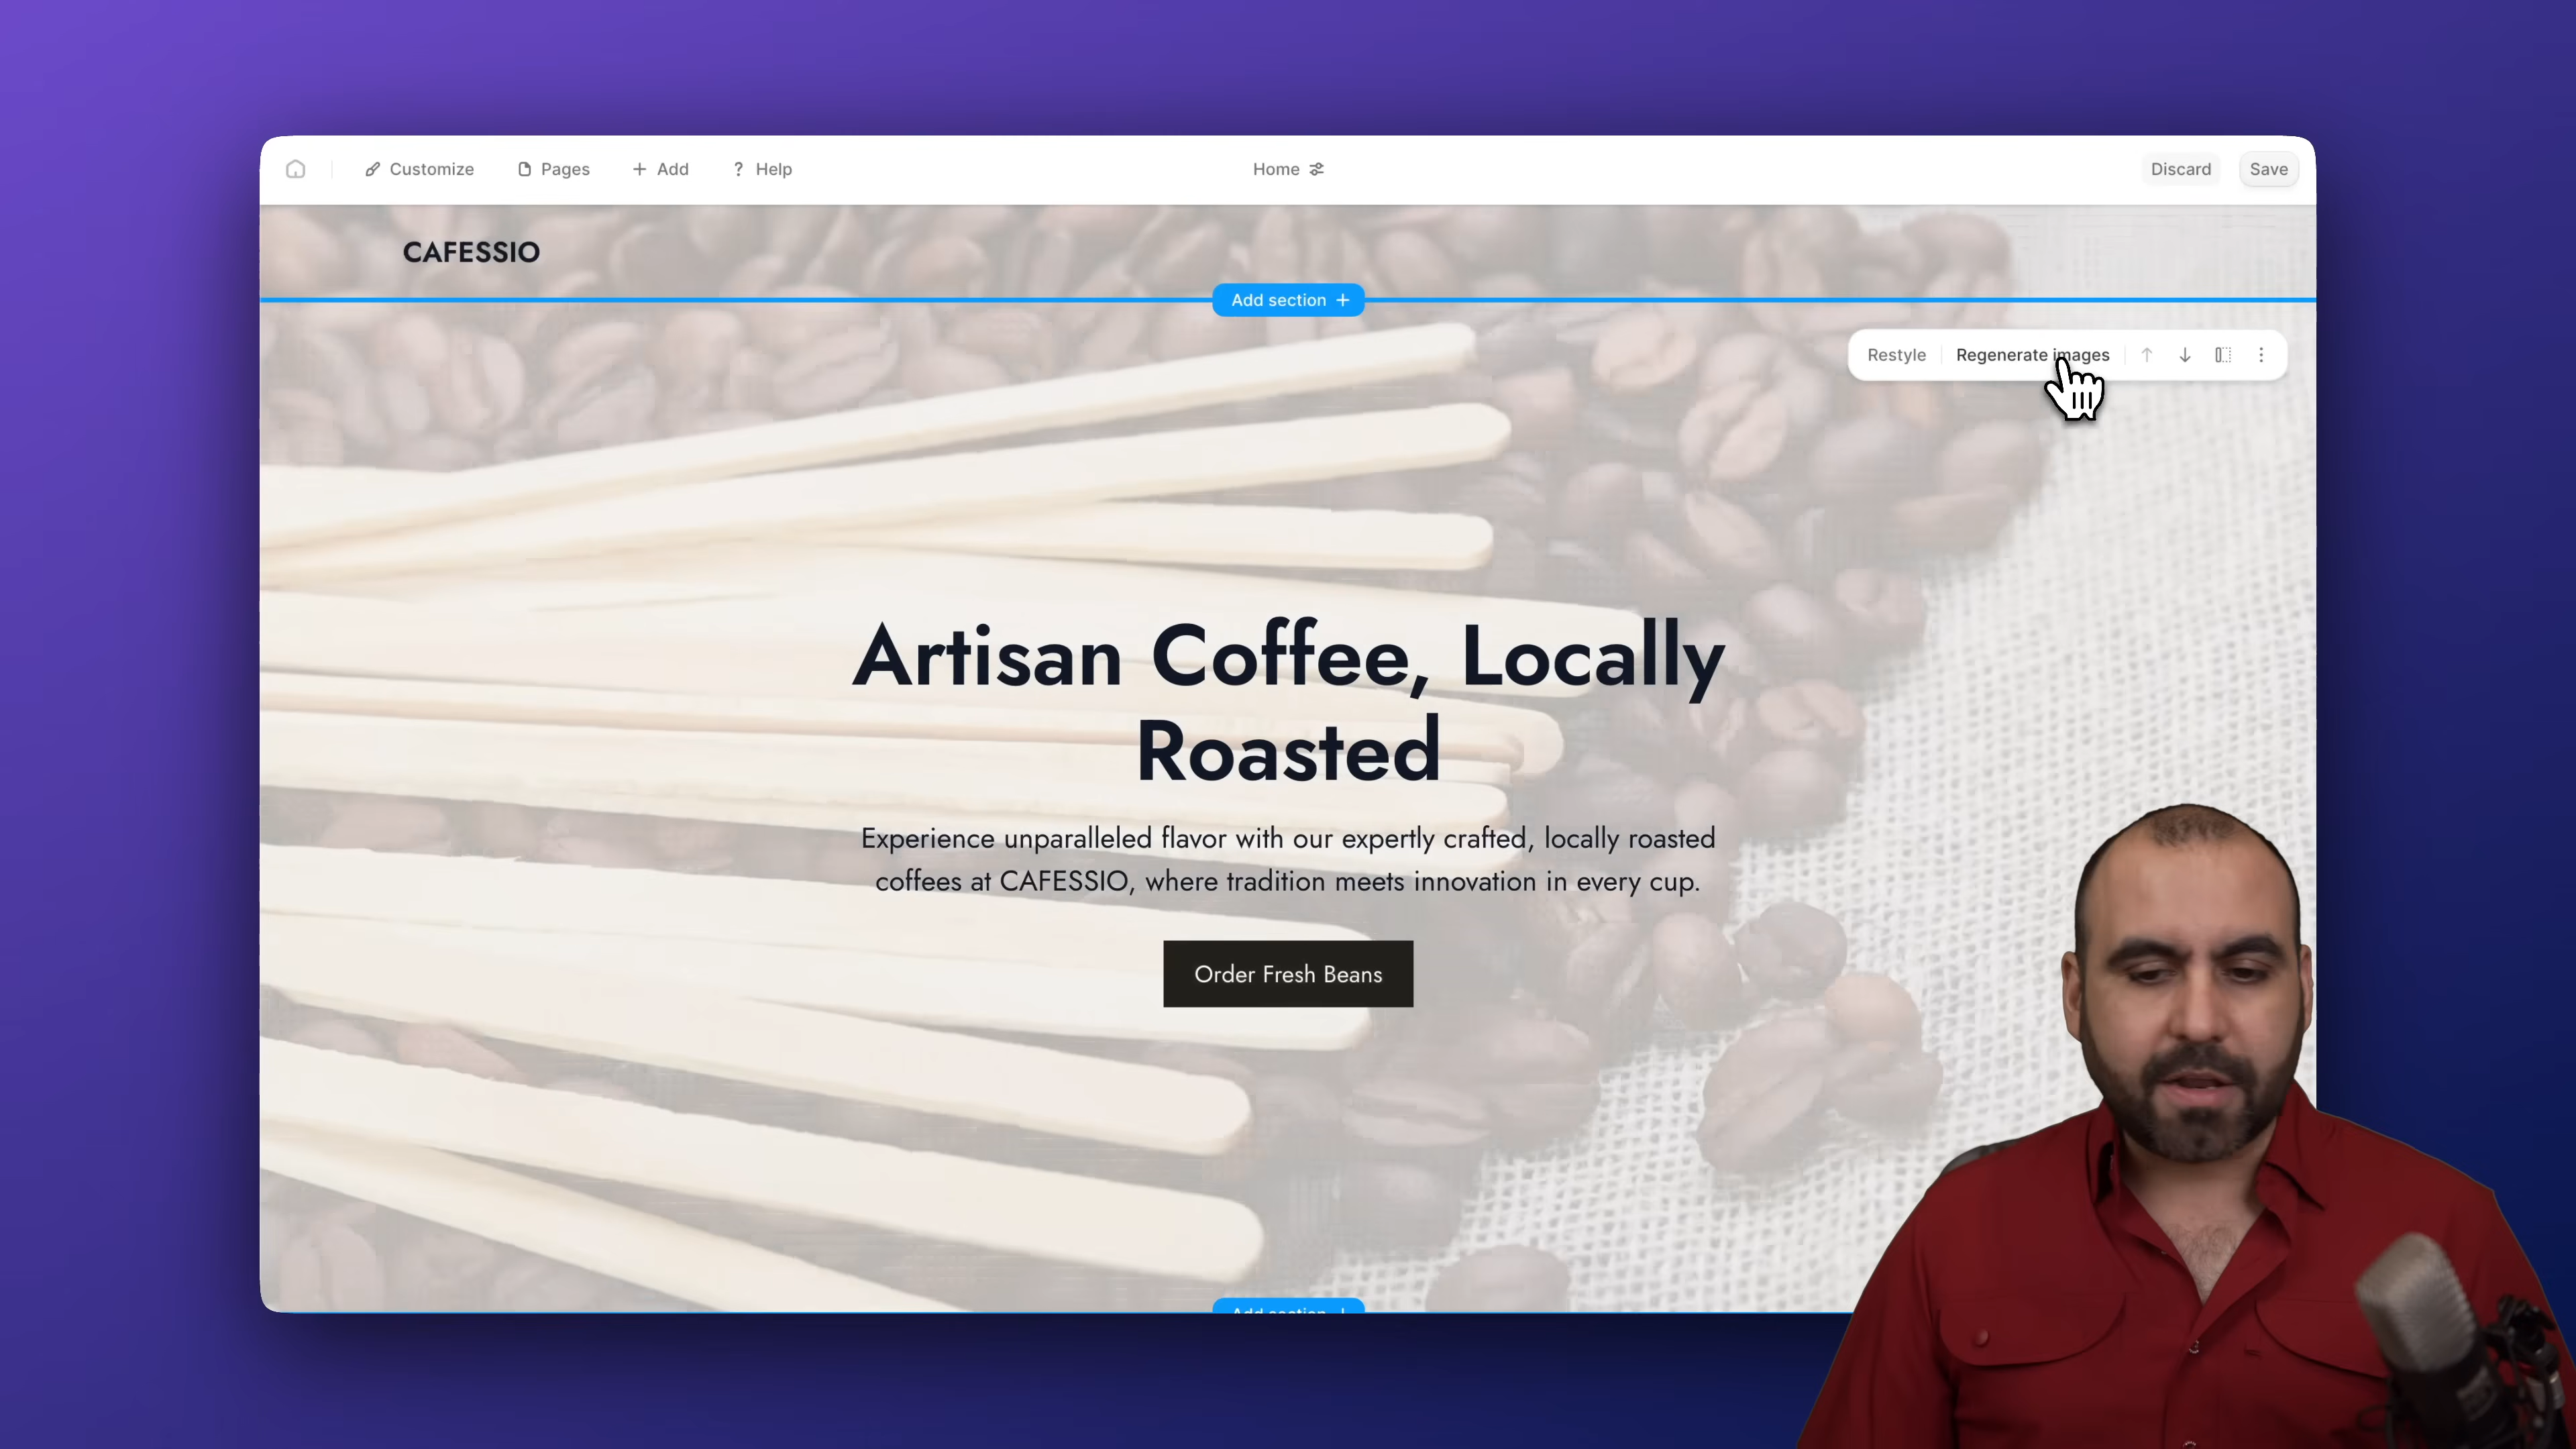 Customize
Pages
+ Add
? Help
Home
Discard
Save
CAFESSIO
Add section +
Restyle
Regenerate images
Artisan Coffee, Locally
Roasted
Experience unparalleled flavor with our expertly crafted, locally roasted
coffees at CAFESSIO, where tradition meets innovation in every cup.
Order Fresh Beans
Add section +